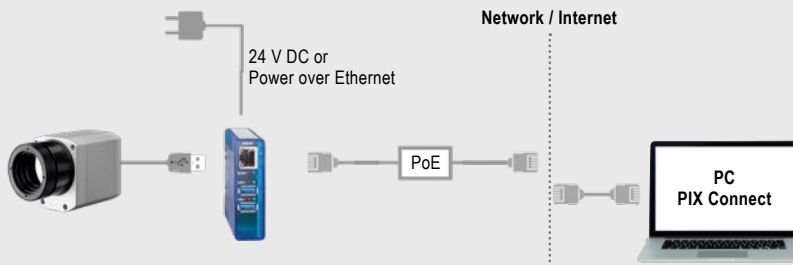 Network / Internet
24 V DC or
Power over Ethernet
PoE
PC
PIX Connect